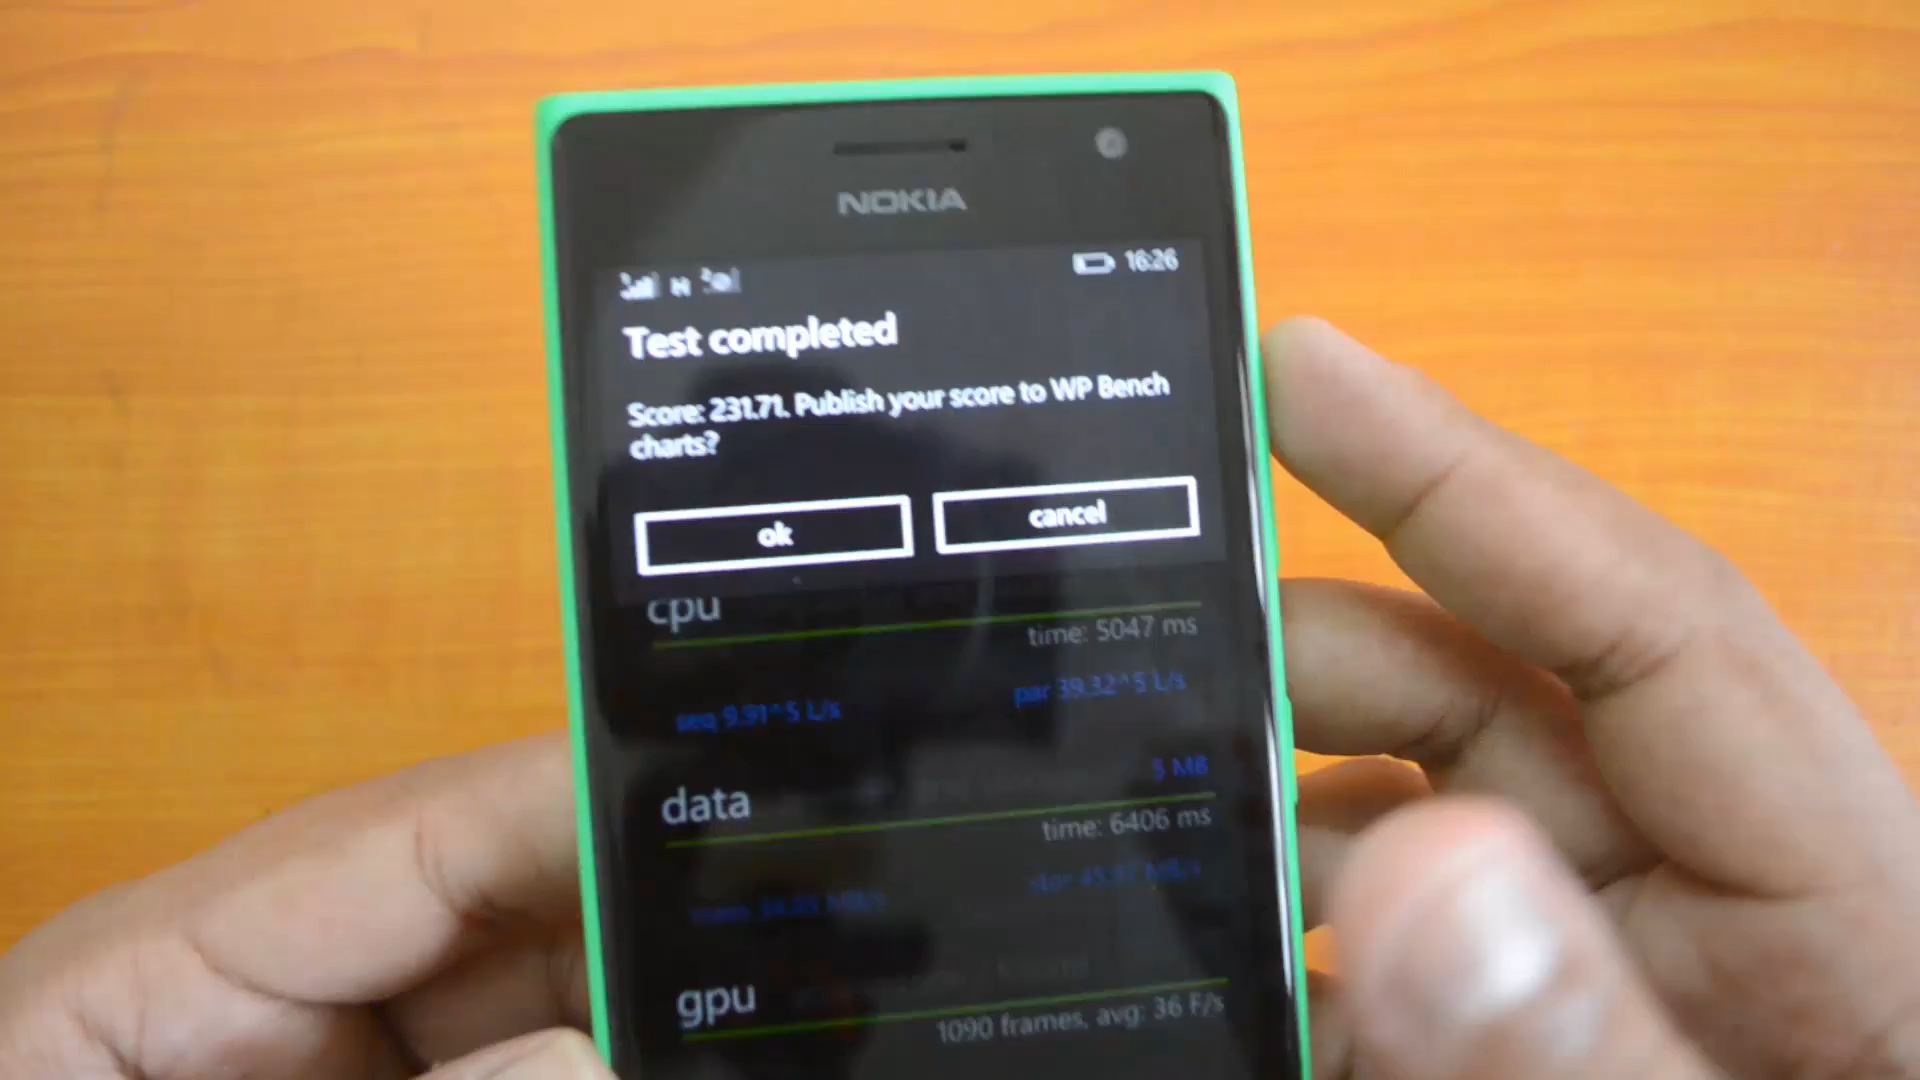 NOKIA
H 16:26
Test completed
Score: 231.71. Publish your score to WP Bench
charts?
ok cancel
cpu
time: 5047 ms
seq 9.91^5 L/s par 39.32^5 L/s
5 MB
data
time: 6406 ms
gpu
1090 frames, avg: 36 F/s